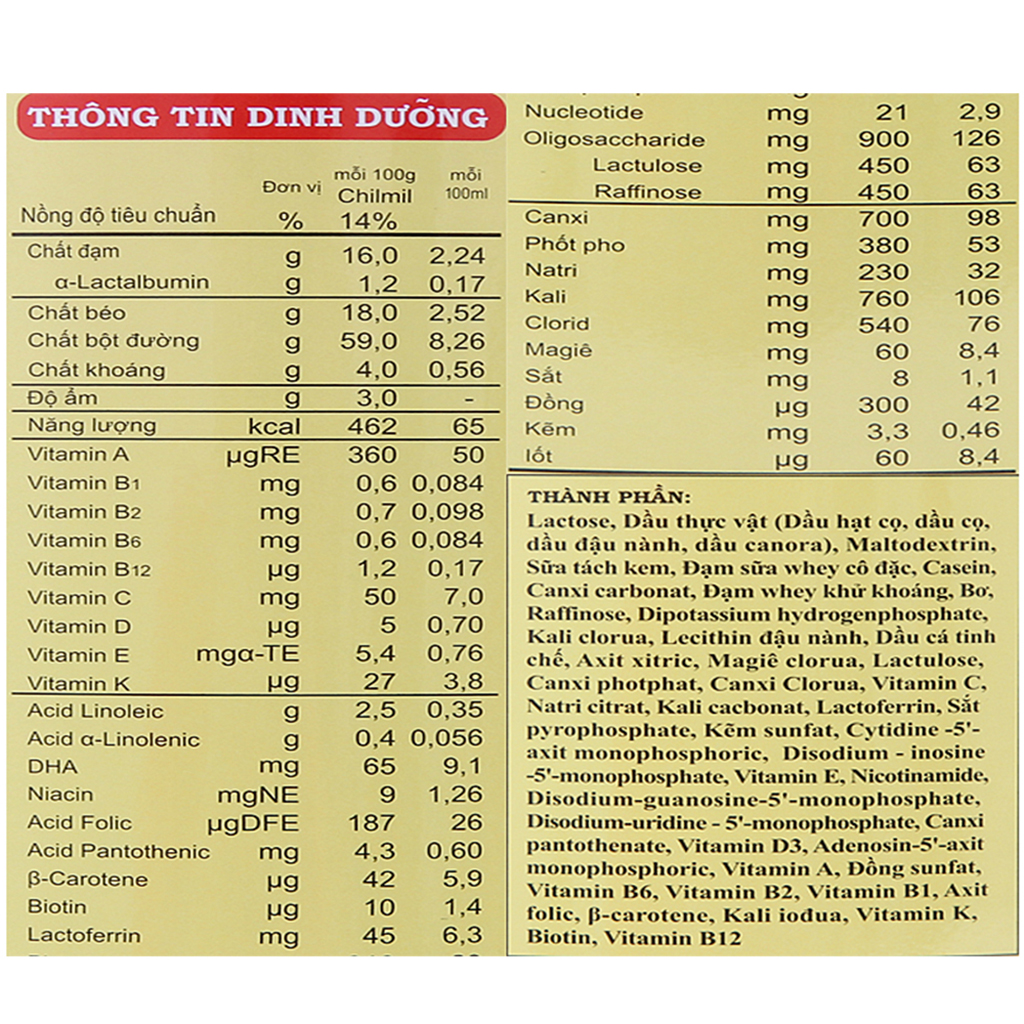 THÔNG TIN DINH DƯỠNG
Đơn vị mỗi 100g Chilmil mỗi 100ml
Nồng độ tiêu chuẩn % 14%
Chất đạm g 16,0 2,24
α-Lactalbumin g 1,2 0,17
Chất béo g 18,0 2,52
Chất bột đường g 59,0 8,26
Chất khoáng g 4,0 0,56
Độ ẩm g 3,0 -
Năng lượng kcal 462 65
Vitamin A µgRE 360 50
Vitamin B1 mg 0,6 0,084
Vitamin B2 mg 0,7 0,098
Vitamin B6 mg 0,6 0,084
Vitamin B12 µg 1,2 0,17
Vitamin C mg 50 7,0
Vitamin D µg 5 0,70
Vitamin E mgα-TE 5,4 0,76
Vitamin K µg 27 3,8
Acid Linoleic g 2,5 0,35
Acid α-Linolenic g 0,4 0,056
DHA mg 65 9,1
Niacin mgNE 9 1,26
Acid Folic µgDFE 187 26
Acid Pantothenic mg 4,3 0,60
β-Carotene µg 42 5,9
Biotin µg 10 1,4
Lactoferrin mg 45 6,3
Nucleotide mg 21 2,9
Oligosaccharide mg 900 126
Lactulose mg 450 63
Raffinose mg 450 63
Canxi mg 700 98
Phốt pho mg 380 53
Natri mg 230 32
Kali mg 760 106
Clorid mg 540 76
Magiê mg 60 8,4
Sắt mg 8 1,1
Đồng µg 300 42
Kẽm mg 3,3 0,46
Iốt µg 60 8,4
THÀNH PHẦN:
Lactose, Dầu thực vật (Dầu hạt cọ, dầu cọ,
dầu đậu nành, dầu canora), Maltodextrin,
Sữa tách kem, Đạm sữa whey cô đặc, Casein,
Canxi carbonat, Đạm whey khử khoáng, Bơ,
Raffinose, Dipotassium hydrogenphosphate,
Kali clorua, Lecithin đậu nành, Dầu cá tinh
chế, Axit xitric, Magiê clorua, Lactulose,
Canxi photphat, Canxi Clorua, Vitamin C,
Natri citrat, Kali cacbonat, Lactoferrin, Sắt
pyrophosphate, Kẽm sunfat, Cytidine -5'-
axit monophosphoric, Disodium - inosine
-5'-monophosphate, Vitamin E, Nicotinamide,
Disodium-guanosine-5'-monophosphate,
Disodium-uridine - 5'-monophosphate, Canxi
pantothenate, Vitamin D3, Adenosin-5'-axit
monophosphoric, Vitamin A, Đồng sunfat,
Vitamin B6, Vitamin B2, Vitamin B1, Axit
folic, β-carotene, Kali iodua, Vitamin K,
Biotin, Vitamin B12